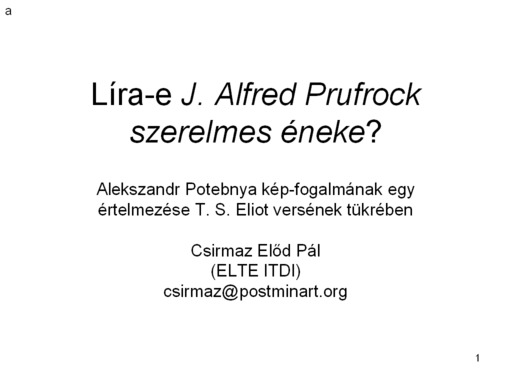 a
Líra-e J. Alfred Prufrock
szerelmes éneke?
Alekszandr Potebnya kép-fogalmának egy
értelmezése T. S. Eliot versének tükrében
Csirmaz Előd Pál
(ELTE ITDI)
csirmaz@postminart.org
1